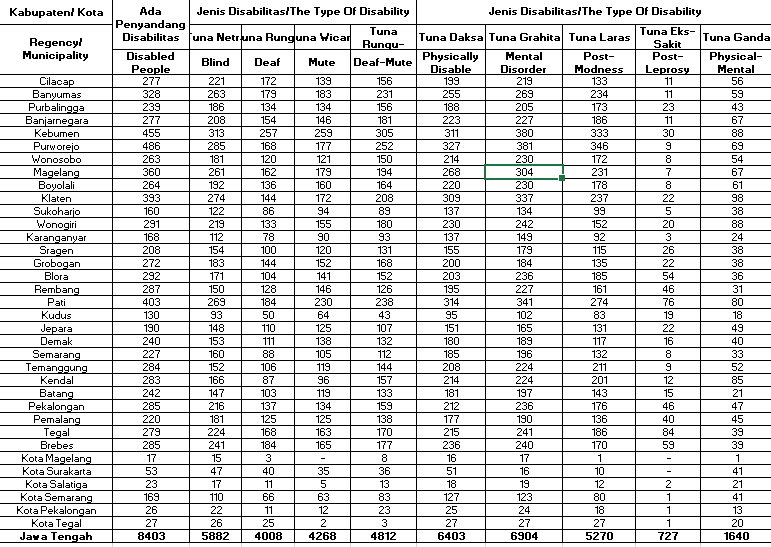 Kabupaten/ Kota Ada Penyandang Disabilitas Jenis Disabilitas/The Type Of Disability Jenis Disabilitas/The Type Of Disability
Tuna Netr una Rung una Wicar Tuna Rungu- Tuna Daksa Tuna Grahita Tuna Laras Tuna Eks-Sakit Tuna Ganda
Regency/ Municipality Disabled People Blind Deaf Mute Deaf-Mute Physically Disable Mental Disorder Post-Modness Post-Leprosy Physical-Mental
Cilacap 277 221 172 139 156 199 219 133 11 56
Banyumas 328 263 179 183 231 255 269 234 11 59
Purbalingga 239 186 134 134 156 188 205 173 23 43
Banjarnegara 277 208 154 146 181 223 227 186 11 67
Kebumen 455 313 257 259 305 311 380 333 30 88
Purworejo 486 285 168 177 252 327 381 346 9 88
Wonosobo 263 181 120 121 150 214 230 172 8 54
Magelang 360 261 162 179 194 268 304 231 7 67
Boyolali 264 192 136 160 164 220 230 178 8 61
Klaten 393 274 144 172 208 309 337 237 22 98
Sukoharjo 160 122 86 94 89 137 134 99 5 38
Wonogiri 291 219 133 155 180 230 242 152 20 88
Karanganyar 168 112 78 90 93 137 149 92 3 24
Sragen 208 154 100 120 131 155 179 115 26 38
Grobogan 272 183 144 152 168 200 184 135 22 38
Blora 292 171 104 141 152 203 236 185 54 36
Rembang 287 150 128 146 126 195 227 161 46 31
Pati 403 269 184 230 238 314 341 274 76 80
Kudus 130 93 50 64 43 95 102 83 19 18
Jepara 190 148 110 125 107 151 165 131 22 49
Demak 240 153 111 138 132 180 189 117 16 40
Semarang 227 160 88 105 112 185 196 132 8 33
Temanggung 284 152 106 119 144 208 224 211 9 52
Kendal 283 166 87 96 157 214 224 201 12 85
Batang 242 147 103 119 133 181 197 143 15 21
Pekalongan 285 216 137 134 159 212 236 176 46 47
Pemalang 220 181 125 125 138 177 190 136 40 45
Tegal 279 224 168 163 170 215 241 186 84 39
Brebes 285 241 184 165 177 236 240 170 59 39
Kota Magelang 17 15 3 - 8 16 17 1 - 1
Kota Surakarta 53 47 40 35 36 51 16 10 - 41
Kota Salatiga 23 17 11 5 13 18 19 12 2 21
Kota Semarang 169 110 66 63 83 127 123 80 1 41
Kota Pekalongan 26 22 11 12 23 25 24 18 1 13
Kota Tegal 27 26 25 2 3 27 27 27 1 20
Jawa Tengah 8403 5882 4008 4268 4812 6403 6904 5270 727 1640